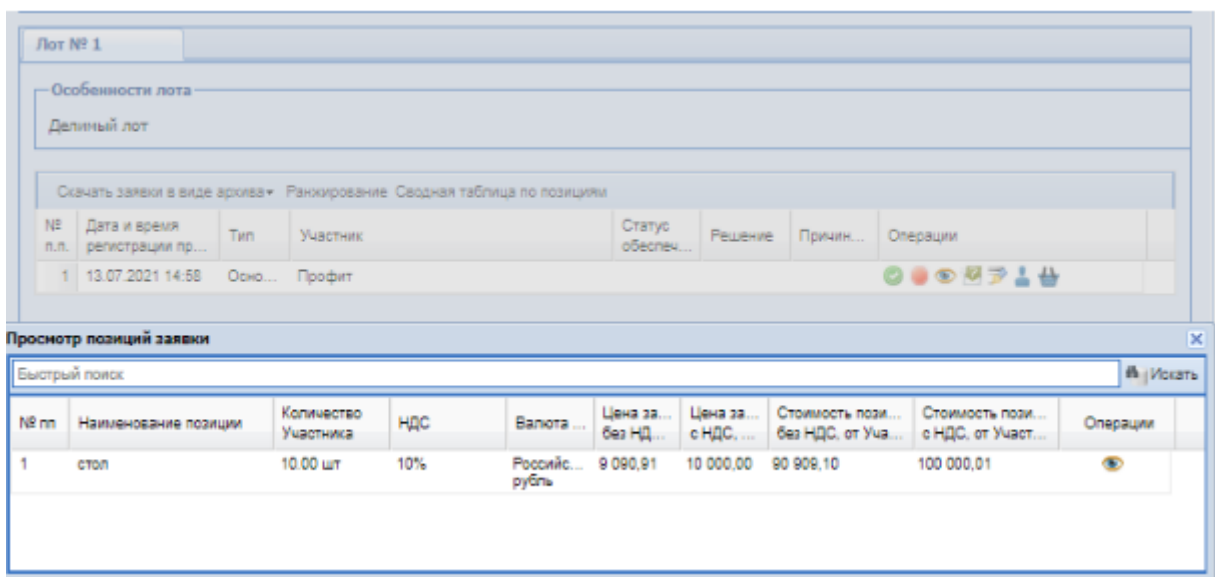 Лот № 1
Особенности лота
Делимый лот
Скачать заявки в виде архива Ранжирование Сводная таблица по позициям
№ п.п. Дата и время регистрации пр... Тип Участник Статус обеспеч... Решение Причин... Операции
1 13.07.2021 14:58 Осно... Профит
Просмотр позиций заявки
Быстрый поиск Искать
№ пп Наименование позиции Количество Участника НДС Валюта ... Цена за... без НД... Цена за... с НДС, ... Стоимость пози... без НДС, от Уча... Стоимость пози... с НДС, от Участ... Операции
1 стол 10.00 шт 10% Российс... рубль 9 090,91 10 000,00 90 909,10 100 000,01